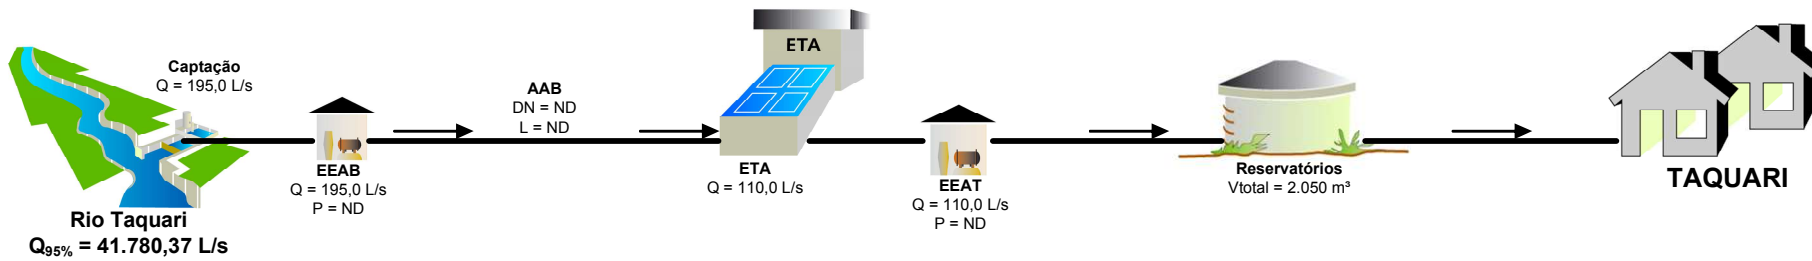 Captação
Q = 195,0 L/s
EEAB
Q = 195,0 L/s
P = ND
Rio Taquari
Q95% = 41.780,37 L/s
AAB
DN = ND
L = ND
ETA
ETA
Q = 110,0 L/s
EEAT
Q = 110,0 L/s
P = ND
Reservatórios
Vtotal = 2.050 m³
TAQUARI